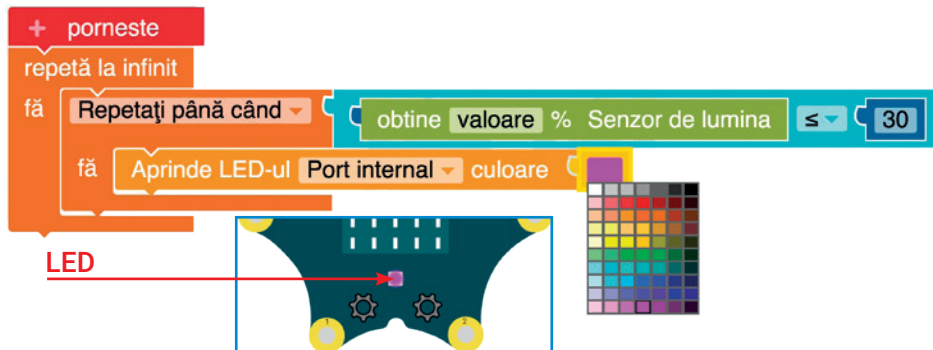 + porneste
repetă la infinit
fă Repetaţi până când obtine valoare % Senzor de lumina ≤ 30
fă Aprinde LED-ul Port internal culoare
LED
1 2